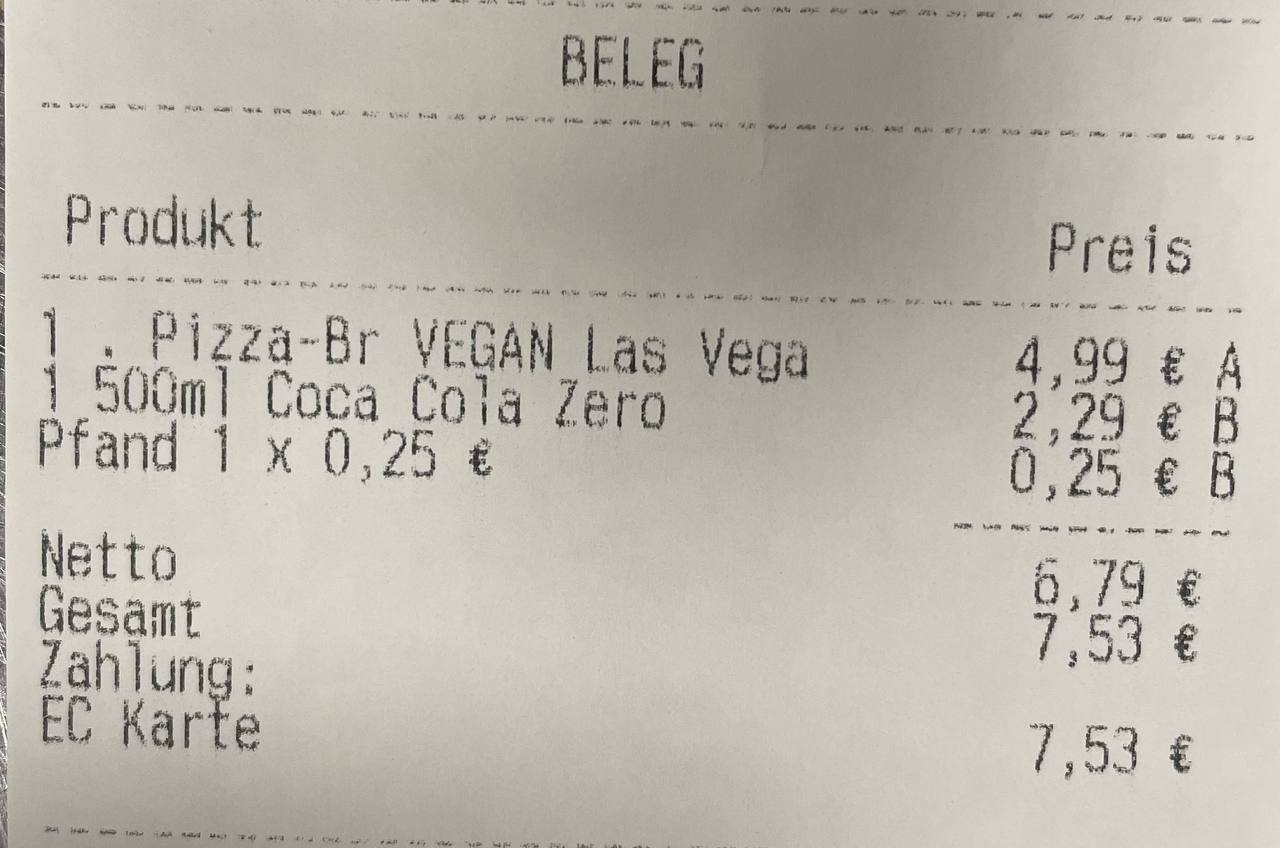 BELEG
Produkt Preis
1 . Pizza-Br VEGAN Las Vega 4,99 € A
1 500ml Coca Cola Zero 2,29 € B
Pfand 1 x 0,25 € 0,25 € B
Netto 6,79 €
Gesamt 7,53 €
Zahlung:
EC Karte 7,53 €